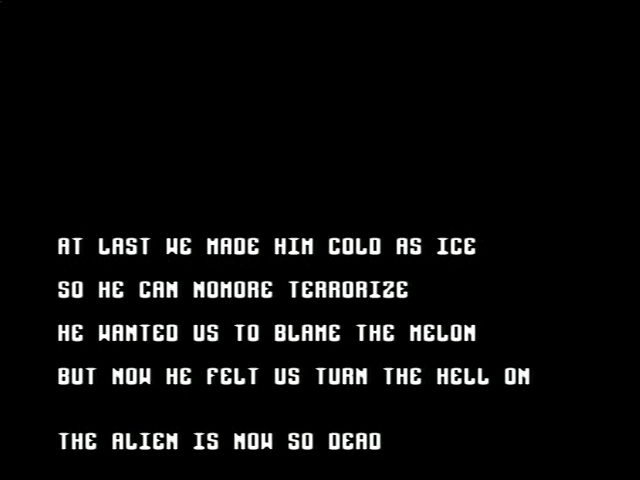 AT LAST WE MADE HIM COLD AS ICE
SO HE CAN NOMORE TERRORIZE
HE WANTED US TO BLAME THE MELON
BUT NOW HE FELT US TURN THE HELL ON
THE ALIEN IS NOW SO DEAD